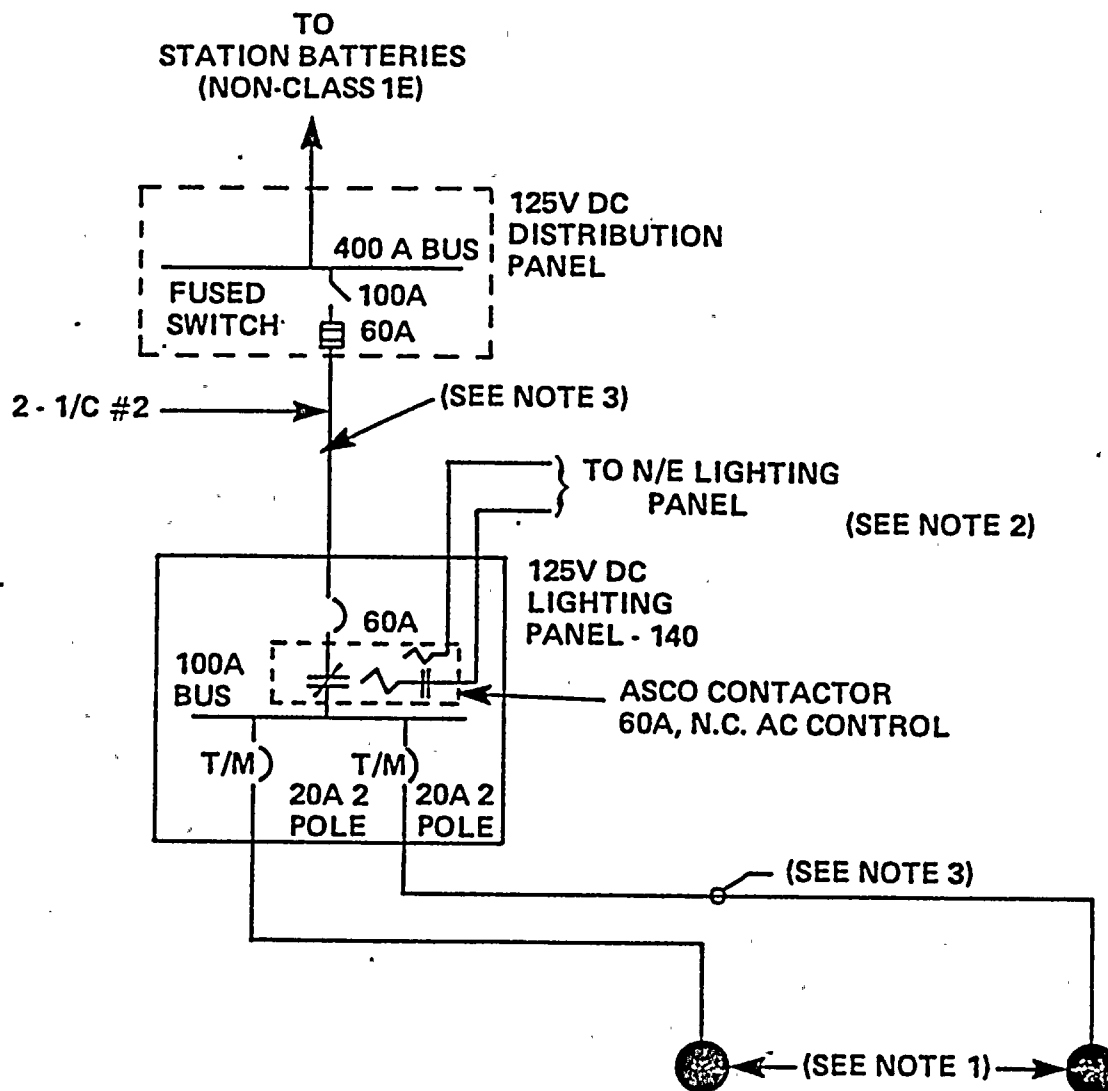 TO
STATION BATTERIES
(NON-CLASS 1E)
125V DC
DISTRIBUTION
PANEL
400 A BUS
FUSED
SWITCH
100A
60A
2 - 1/C #2
(SEE NOTE 3)
TO N/E LIGHTING
PANEL
(SEE NOTE 2)
125V DC
LIGHTING
PANEL - 140
60A
100A
BUS
ASCO CONTACTOR
60A, N.C. AC CONTROL
T/M
T/M
20A 2
POLE
20A 2
POLE
(SEE NOTE 3)
(SEE NOTE 1)